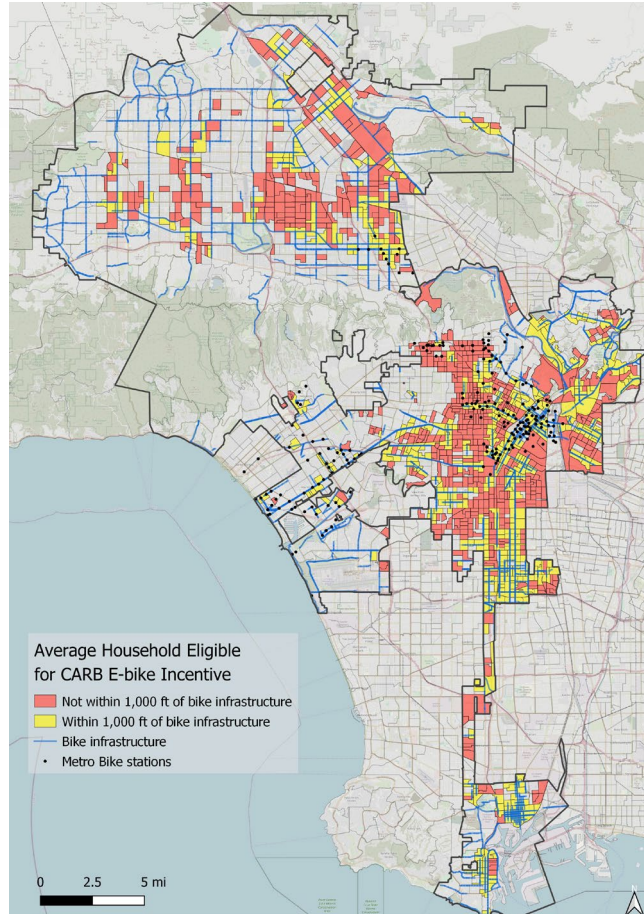 Average Household Eligible
for CARB E-bike Incentive
Not within 1,000 ft of bike infrastructure
Within 1,000 ft of bike infrastructure
Bike infrastructure
Metro Bike stations
0 2.5 5 mi